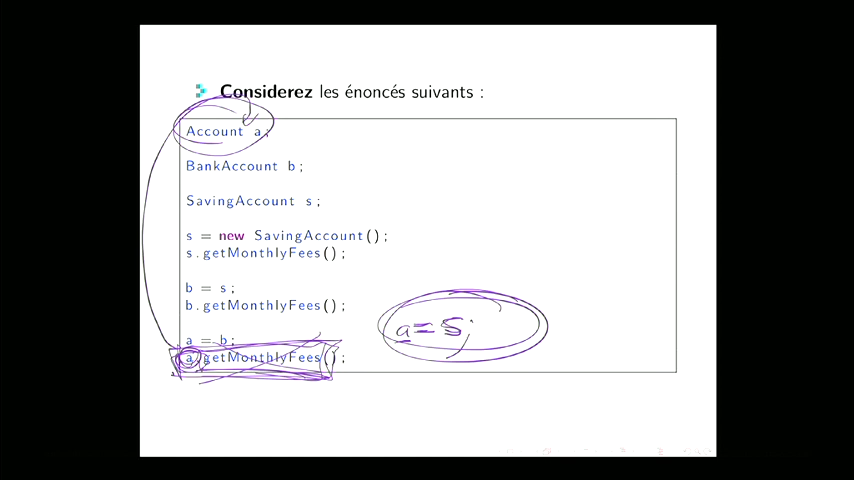 Considerez les énoncés suivants :
Account a;
BankAccount b;
SavingAccount s;
s = new SavingAccount();
s.getMonthlyFees();
b = s;
b.getMonthlyFees();
a = s;
a = b;
a.getMonthlyFees();